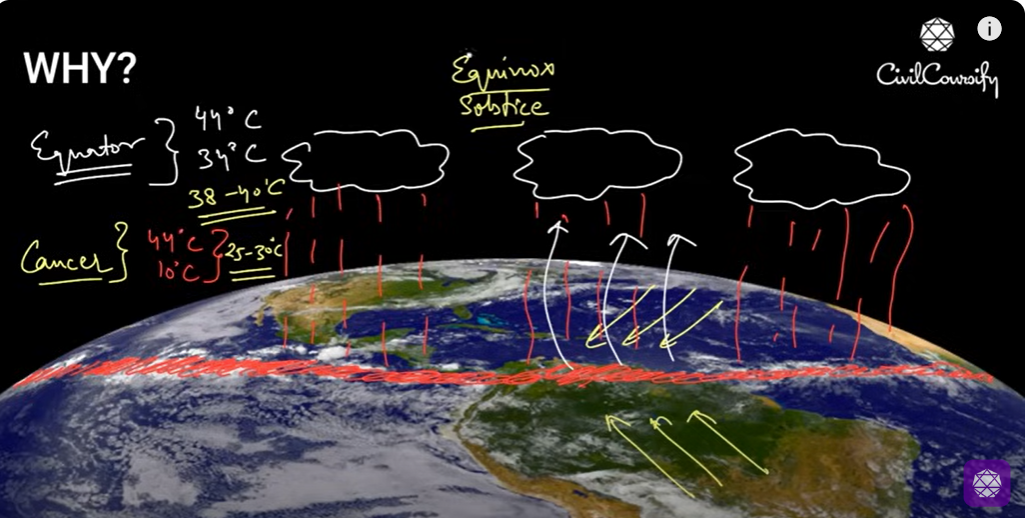 WHY?
Equinox
Solstice
CivilCoursify
i
Equator } 44°C
34°C
38-40°C
Cancer } 44°C } 25-30°C
10°C